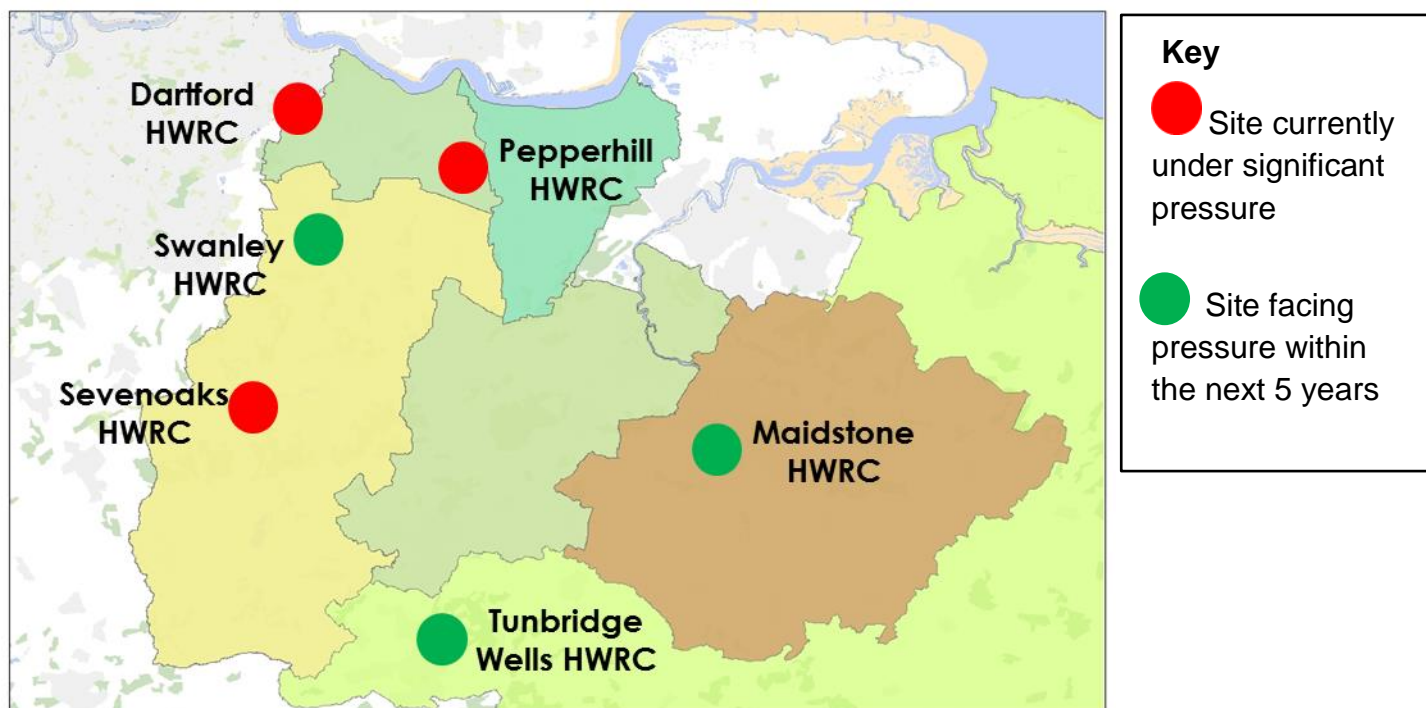 Dartford
HWRC
Pepperhill
HWRC
Swanley
HWRC
Sevenoaks
HWRC
Maidstone
HWRC
Tunbridge
Wells HWRC
Key
Site currently
under significant
pressure
Site facing
pressure within
the next 5 years